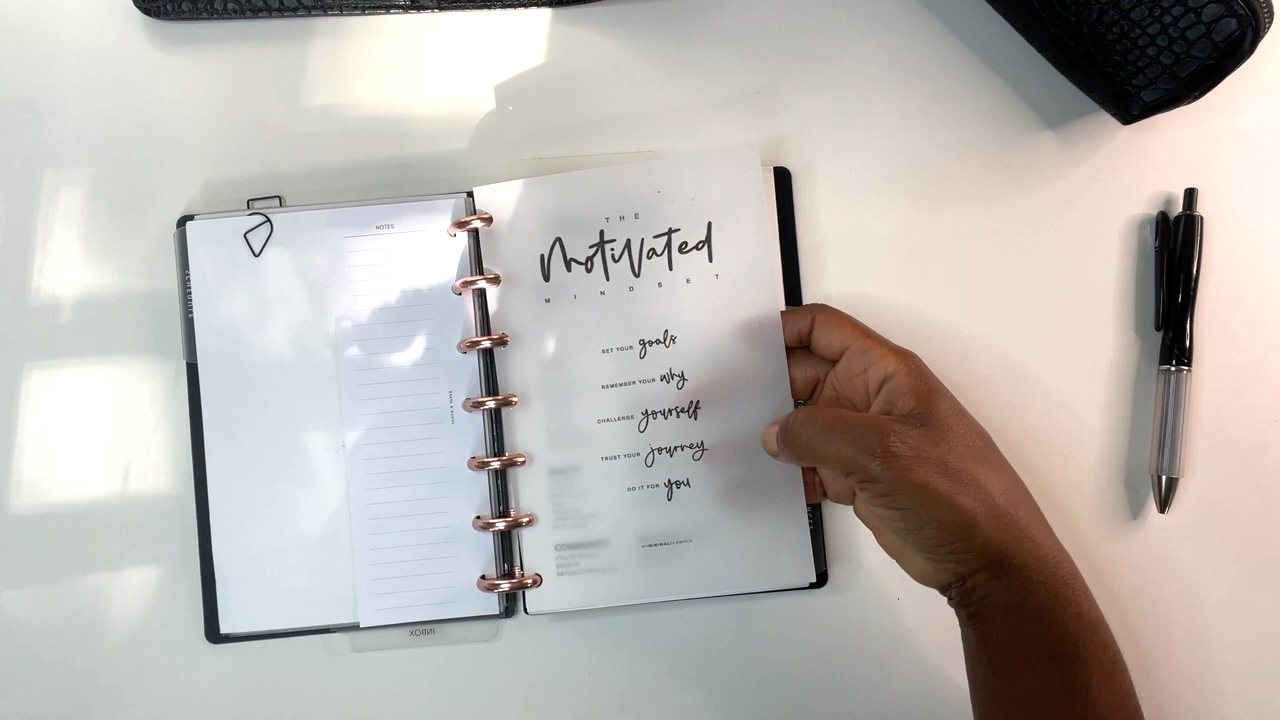 NOTES
THE
Motivated
MINDSET
SET YOUR goals
REMEMBER YOUR why
CHALLENGE yourself
TRUST YOUR journey
DO IT FOR you
INBOX